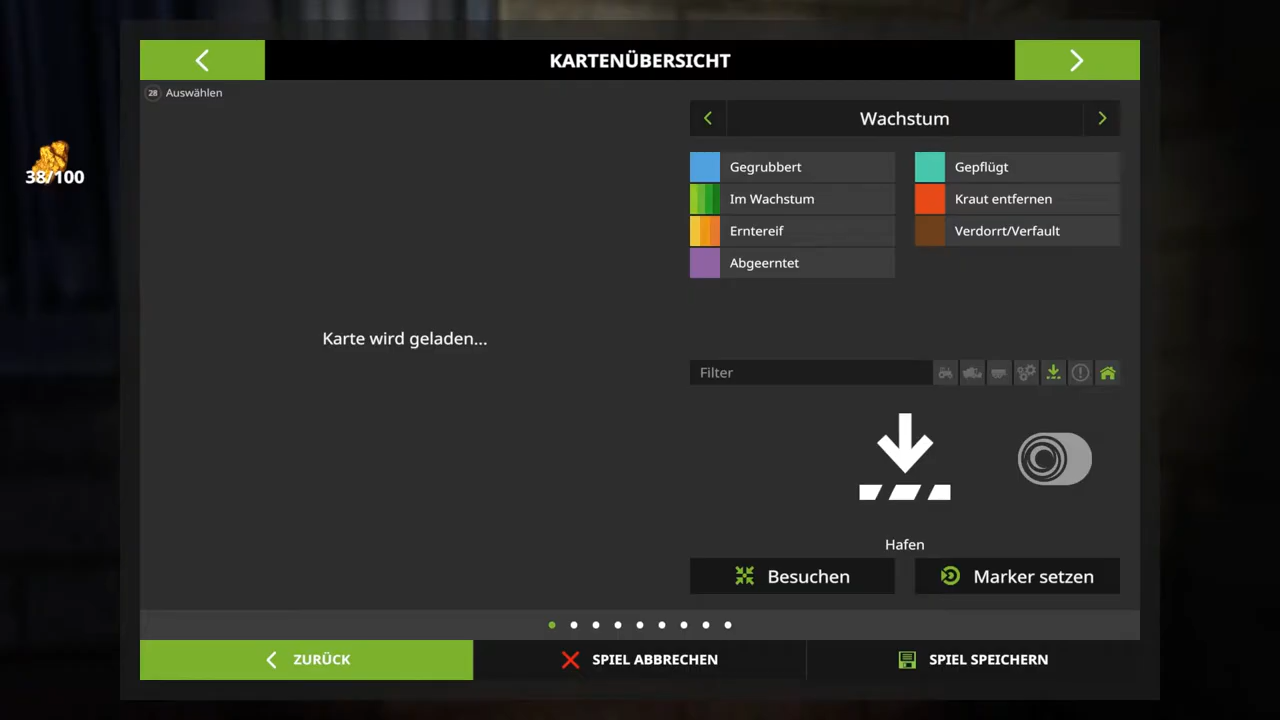 KARTENÜBERSICHT
28 Auswählen
38/100
Wachstum
Gegrubbert
Gepflügt
Im Wachstum
Kraut entfernen
Erntereif
Verdorrt/Verfault
Abgeerntet
Karte wird geladen...
Filter
Hafen
Besuchen
Marker setzen
ZURÜCK
SPIEL ABBRECHEN
SPIEL SPEICHERN